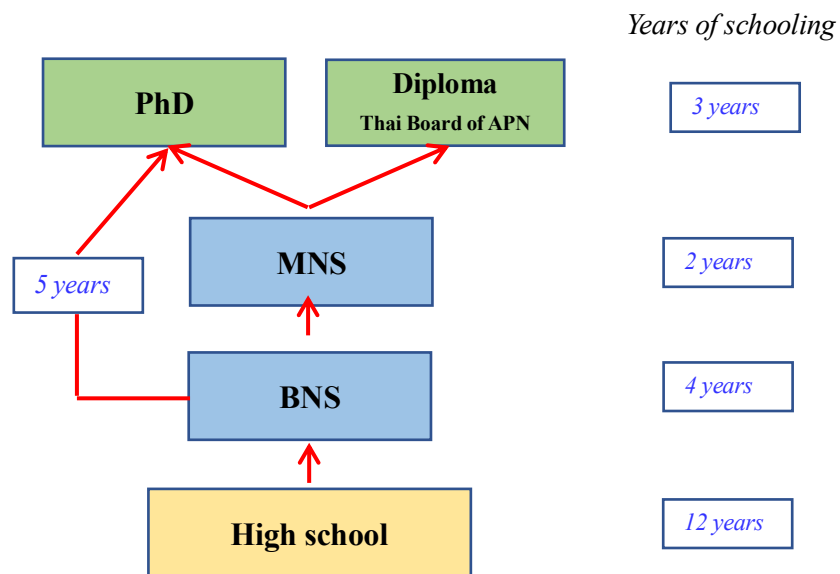 Years of schooling
PhD
Diploma
Thai Board of APN
3 years
MNS
2 years
5 years
BNS
4 years
High school
12 years